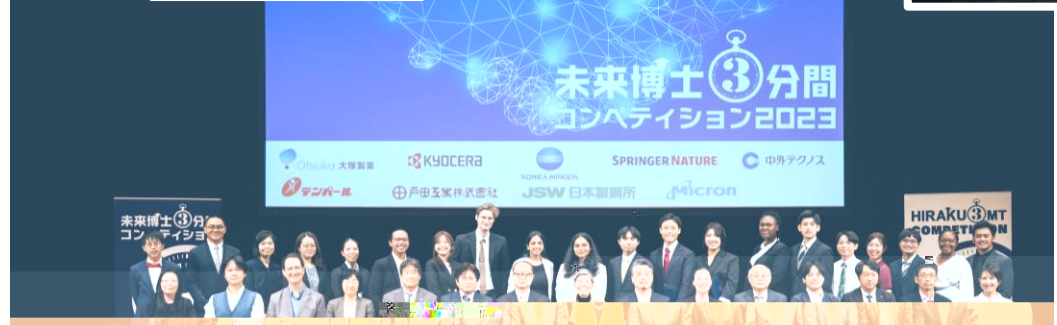 未来博士3分間
コンペティション2023
Otsuka 大塚製薬
KYOCERA
KONICA MINOLTA
SPRINGER NATURE
中外テクノス
テンパール
戸田工業株式会社
JSW 日本製鋼所
Micron
未来博士3分
コンペティション
HIRAKU 3MT
COMPETITION